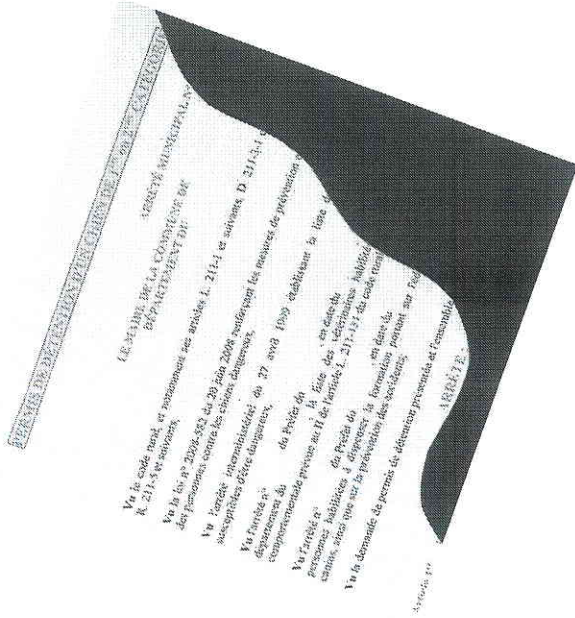 PERMIS DE DÉTENTION D'UN CHIEN DE 1ère ou 2ème CATÉGORIE
ARRÊTÉ MUNICIPAL N°
LE MAIRE DE LA COMMUNE DE
DÉPARTEMENT DE
Vu le code rural, et notamment ses articles L. 211-1 et suivants, D. 211-3-1
R. 211-5 et suivants,
Vu la loi n° 2008-582 du 20 juin 2008 renforçant les mesures de prévention
des personnes contre les chiens dangereux,
Vu l'arrêté interministériel du 27 avril 1999 établissant la liste
susceptibles d'être dangereux,
Vu l'arrêté n° du Préfet du , en date du
département du la liste des vétérinaires habilité
comportementale prévue au II de l'article L. 211-
du code rural
Vu l'arrêté n° du Préfet du en date du
personnes habilitées à dispenser la formation portant sur
canins, ainsi que sur la prévention des accidents,
Vu la demande de permis de détention présentée et l'ensemble
ARRÊTE :
Article 1er